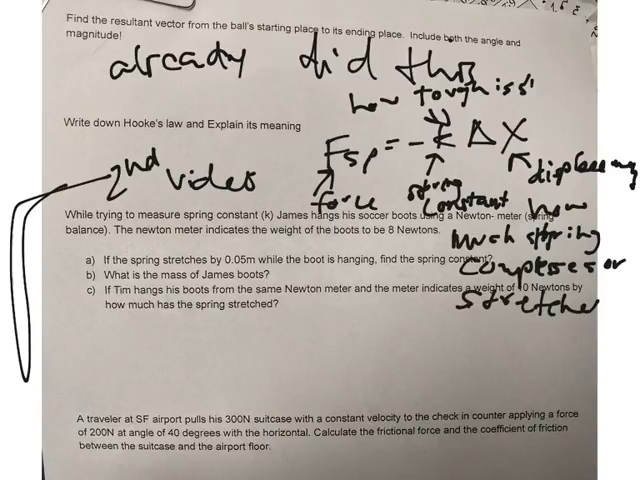 Find the resultant vector from the ball's starting place to its ending place. Include both the angle and
magnitude!
already did this
how tough is s'
Write down Hooke's law and Explain its meaning
Fsp = - k Δ X
2nd video
force
spring
constant
displacement
how
much spring
compresses or
stretches
While trying to measure spring constant (k) James hangs his soccer boots using a Newton- meter (spring
balance). The newton meter indicates the weight of the boots to be 8 Newtons.
a) If the spring stretches by 0.05m while the boot is hanging, find the spring constant?
b) What is the mass of James boots?
c) If Tim hangs his boots from the same Newton meter and the meter indicates a weight of 10 Newtons by
how much has the spring stretched?
A traveler at SF airport pulls his 300N suitcase with a constant velocity to the check in counter applying a force
of 200N at angle of 40 degrees with the horizontal. Calculate the frictional force and the coefficient of friction
between the suitcase and the airport floor.